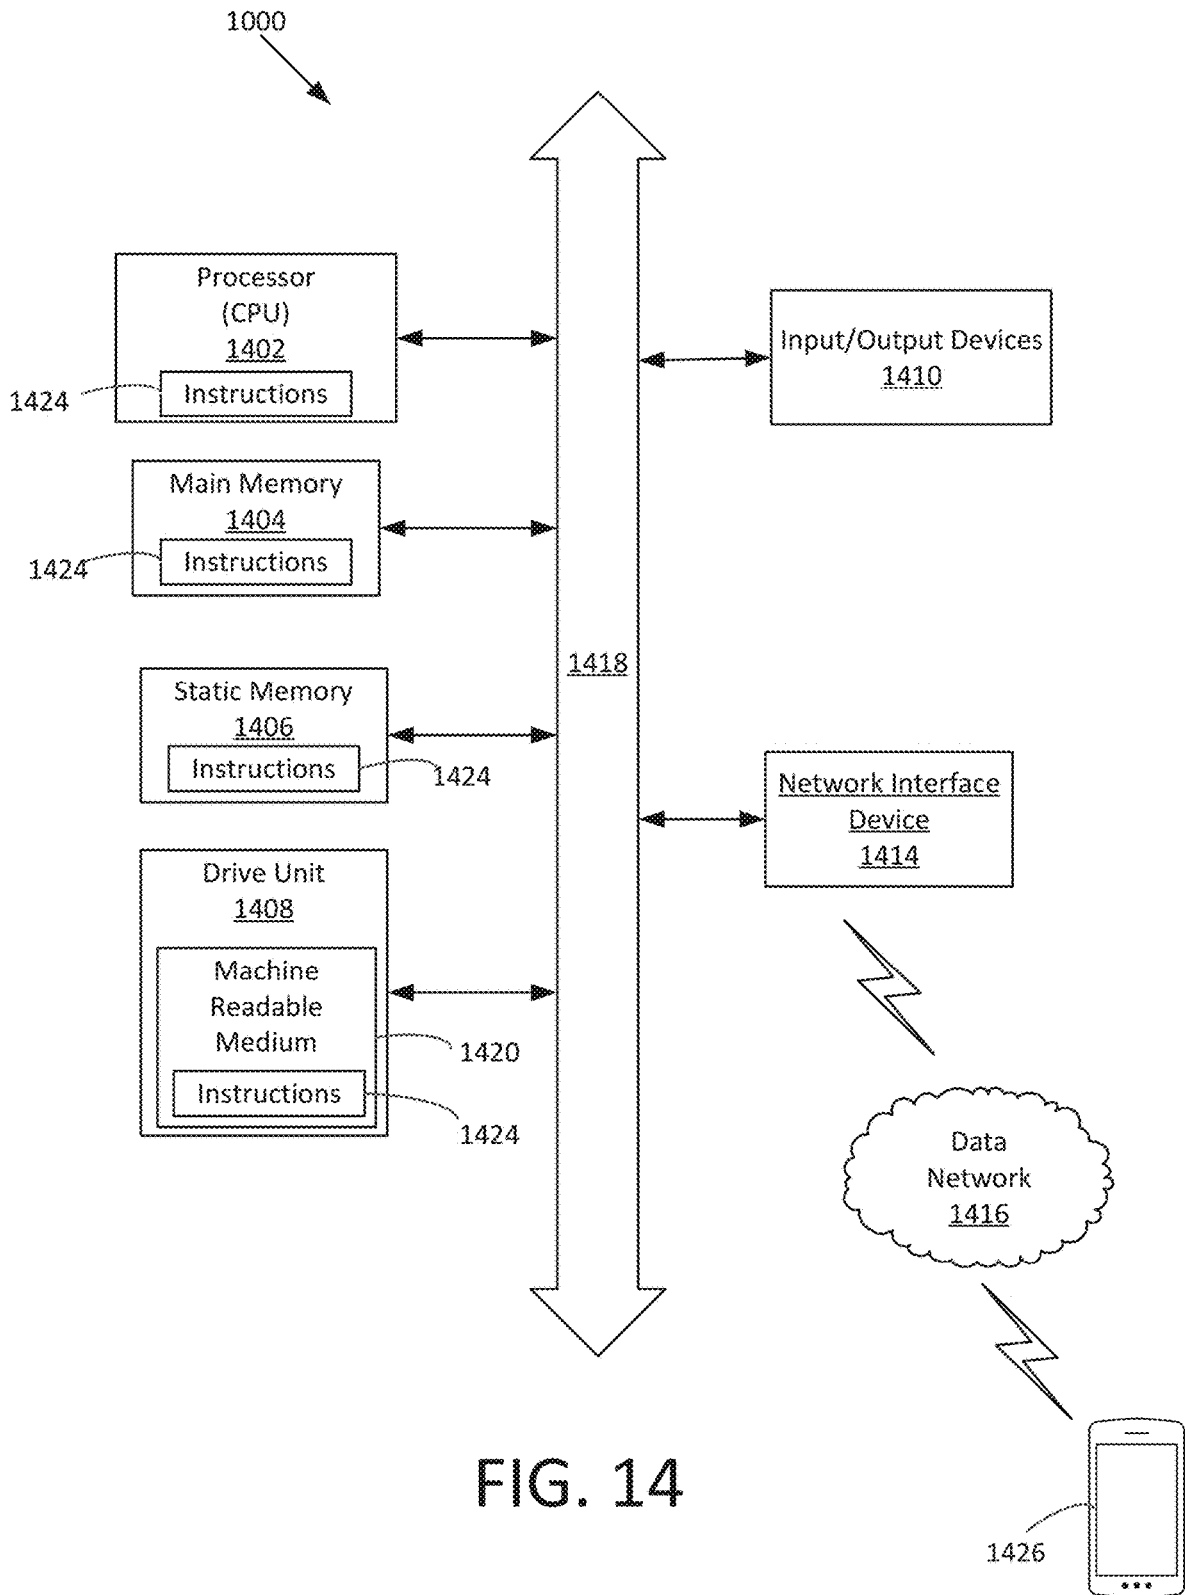 1000
Processor
(CPU)
1402
Instructions
1424
Main Memory
1404
Instructions
1424
Static Memory
1406
Instructions
1424
Drive Unit
1408
Machine
Readable
Medium
1420
Instructions
1424
1418
Input/Output Devices
1410
Network Interface
Device
1414
Data
Network
1416
1426
FIG. 14